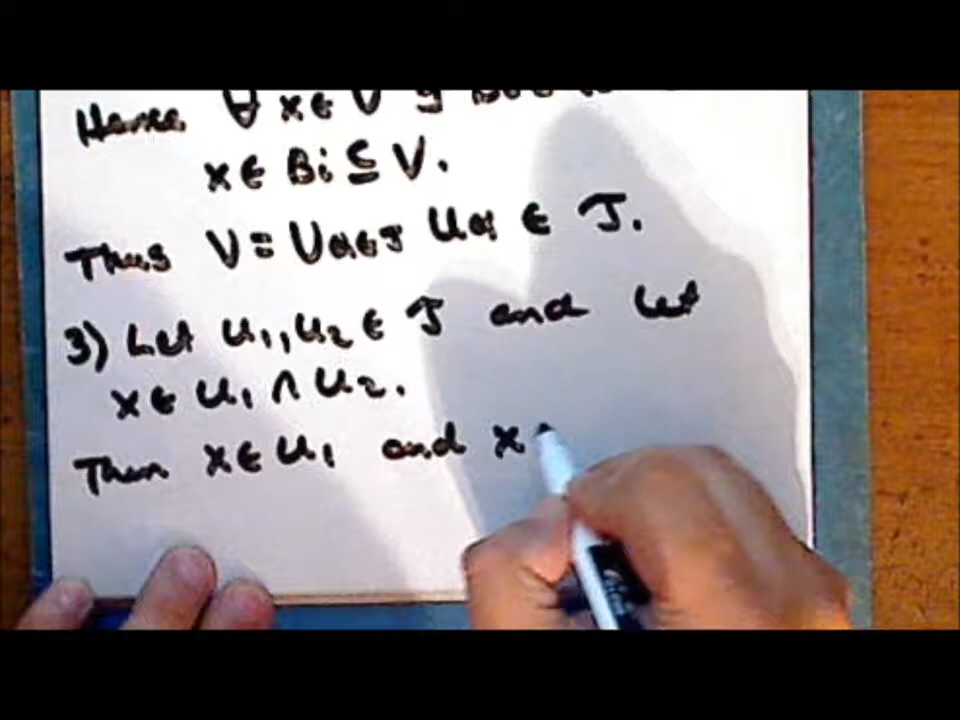 Hence ∀ x ∈ V ∃
x ∈ Bi ⊆ V.
Thus V = ∪α∈J Uα ∈ T.
3) Let U1, U2 ∈ T and let
x ∈ U1 ∩ U2.
Then x ∈ U1 and x